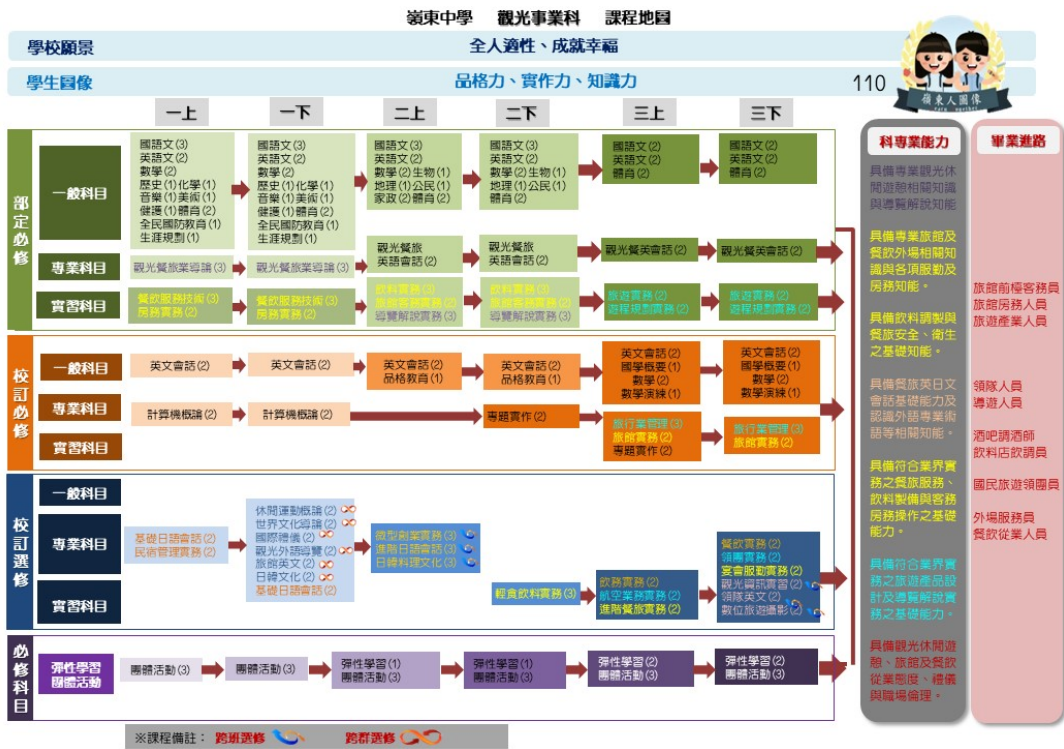 嶺東中學 觀光事業科 課程地圖
學校願景 全人適性、成就幸福
學生圖像 品格力、實作力、知識力
110
嶺東人圖像
一上 一下 二上 二下 三上 三下
部定必修
一般科目
國語文(3)
英語文(2)
數學(2)
歷史(1)化學(1)
音樂(1)美術(1)
健護(1)體育(2)
全民國防教育(1)
生涯規劃(1)
國語文(3)
英語文(2)
數學(2)
歷史(1)化學(1)
音樂(1)美術(1)
健護(1)體育(2)
全民國防教育(1)
生涯規劃(1)
國語文(3)
英語文(2)
數學(2)生物(1)
地理(1)公民(1)
家政(2)體育(2)
國語文(3)
英語文(2)
數學(2)生物(1)
地理(1)公民(1)
體育(2)
國語文(2)
英語文(2)
體育(2)
國語文(2)
英語文(2)
體育(2)
專業科目
觀光餐旅業導論(3)
觀光餐旅業導論(3)
觀光餐旅
英語會話(2)
觀光餐旅
英語會話(2)
觀光餐英會話(2)
觀光餐英會話(2)
實習科目
餐飲服務技術(3)
房務實務(2)
餐飲服務技術(3)
房務實務(2)
飲料實務(3)
旅館客務實務(2)
導覽解說實務(3)
飲料實務(3)
旅館客務實務(2)
導覽解說實務(3)
旅遊實務(2)
遊程規劃實務(2)
旅遊實務(2)
遊程規劃實務(2)
校訂必修
一般科目
英文會話(2)
英文會話(2)
英文會話(2)
品格教育(1)
英文會話(2)
品格教育(1)
英文會話(2)
國學概要(1)
數學(2)
數學演練(1)
英文會話(2)
國學概要(1)
數學(2)
數學演練(1)
專業科目
計算機概論(2)
計算機概論(2)
專題實作(2)
實習科目
旅行業管理(3)
旅館實務(2)
專題實作(2)
旅行業管理(3)
旅館實務(2)
校訂選修
一般科目
專業科目
基礎日語會話(2)
民宿管理實務(2)
休閒運動概論(2)
世界文化導論(2)
國際禮儀(2)
觀光外語導覽(2)
旅館英文(2)
日韓文化(2)
基礎日語會話(2)
微型創業實務(3)
進階日語會話(3)
日韓料理文化(3)
實習科目
輕食飲料實務(3)
飲務實務(2)
航空業務實務(2)
進階餐旅實務(2)
餐飲實務(2)
領團實務(2)
宴會服勤實務(2)
觀光資訊實習(2)
領隊英文(2)
數位旅遊攝影(2)
必修科目
彈性學習
團體活動
團體活動(3)
團體活動(3)
彈性學習(1)
團體活動(3)
彈性學習(1)
團體活動(3)
彈性學習(2)
團體活動(3)
彈性學習(2)
團體活動(3)
科專業能力
具備專業觀光休
閒遊憩相關知識
與導覽解說知能
具備專業旅館及
餐飲外場相關知
識與各項服勤及
房務知能。
具備飲料調製與
餐旅安全、衛生
之基礎知能。
具備餐旅英日文
會話基礎能力及
認識外語專業術
語等相關知能。
具備符合業界實
務之餐旅服務、
飲料製備與客務
房務操作之基礎
能力。
具備符合業界實
務之旅遊產品設
計及導覽解說實
務之基礎能力。
具備觀光休閒遊
憩、旅館及餐飲
從業態度、禮儀
與職場倫理。
畢業進路
旅館前檯客務員
旅館房務人員
旅遊產業人員
領隊人員
導遊人員
酒吧調酒師
飲料店飲調員
國民旅遊領團員
外場服務員
餐飲從業人員
※課程備註： 跨班選修 跨群選修